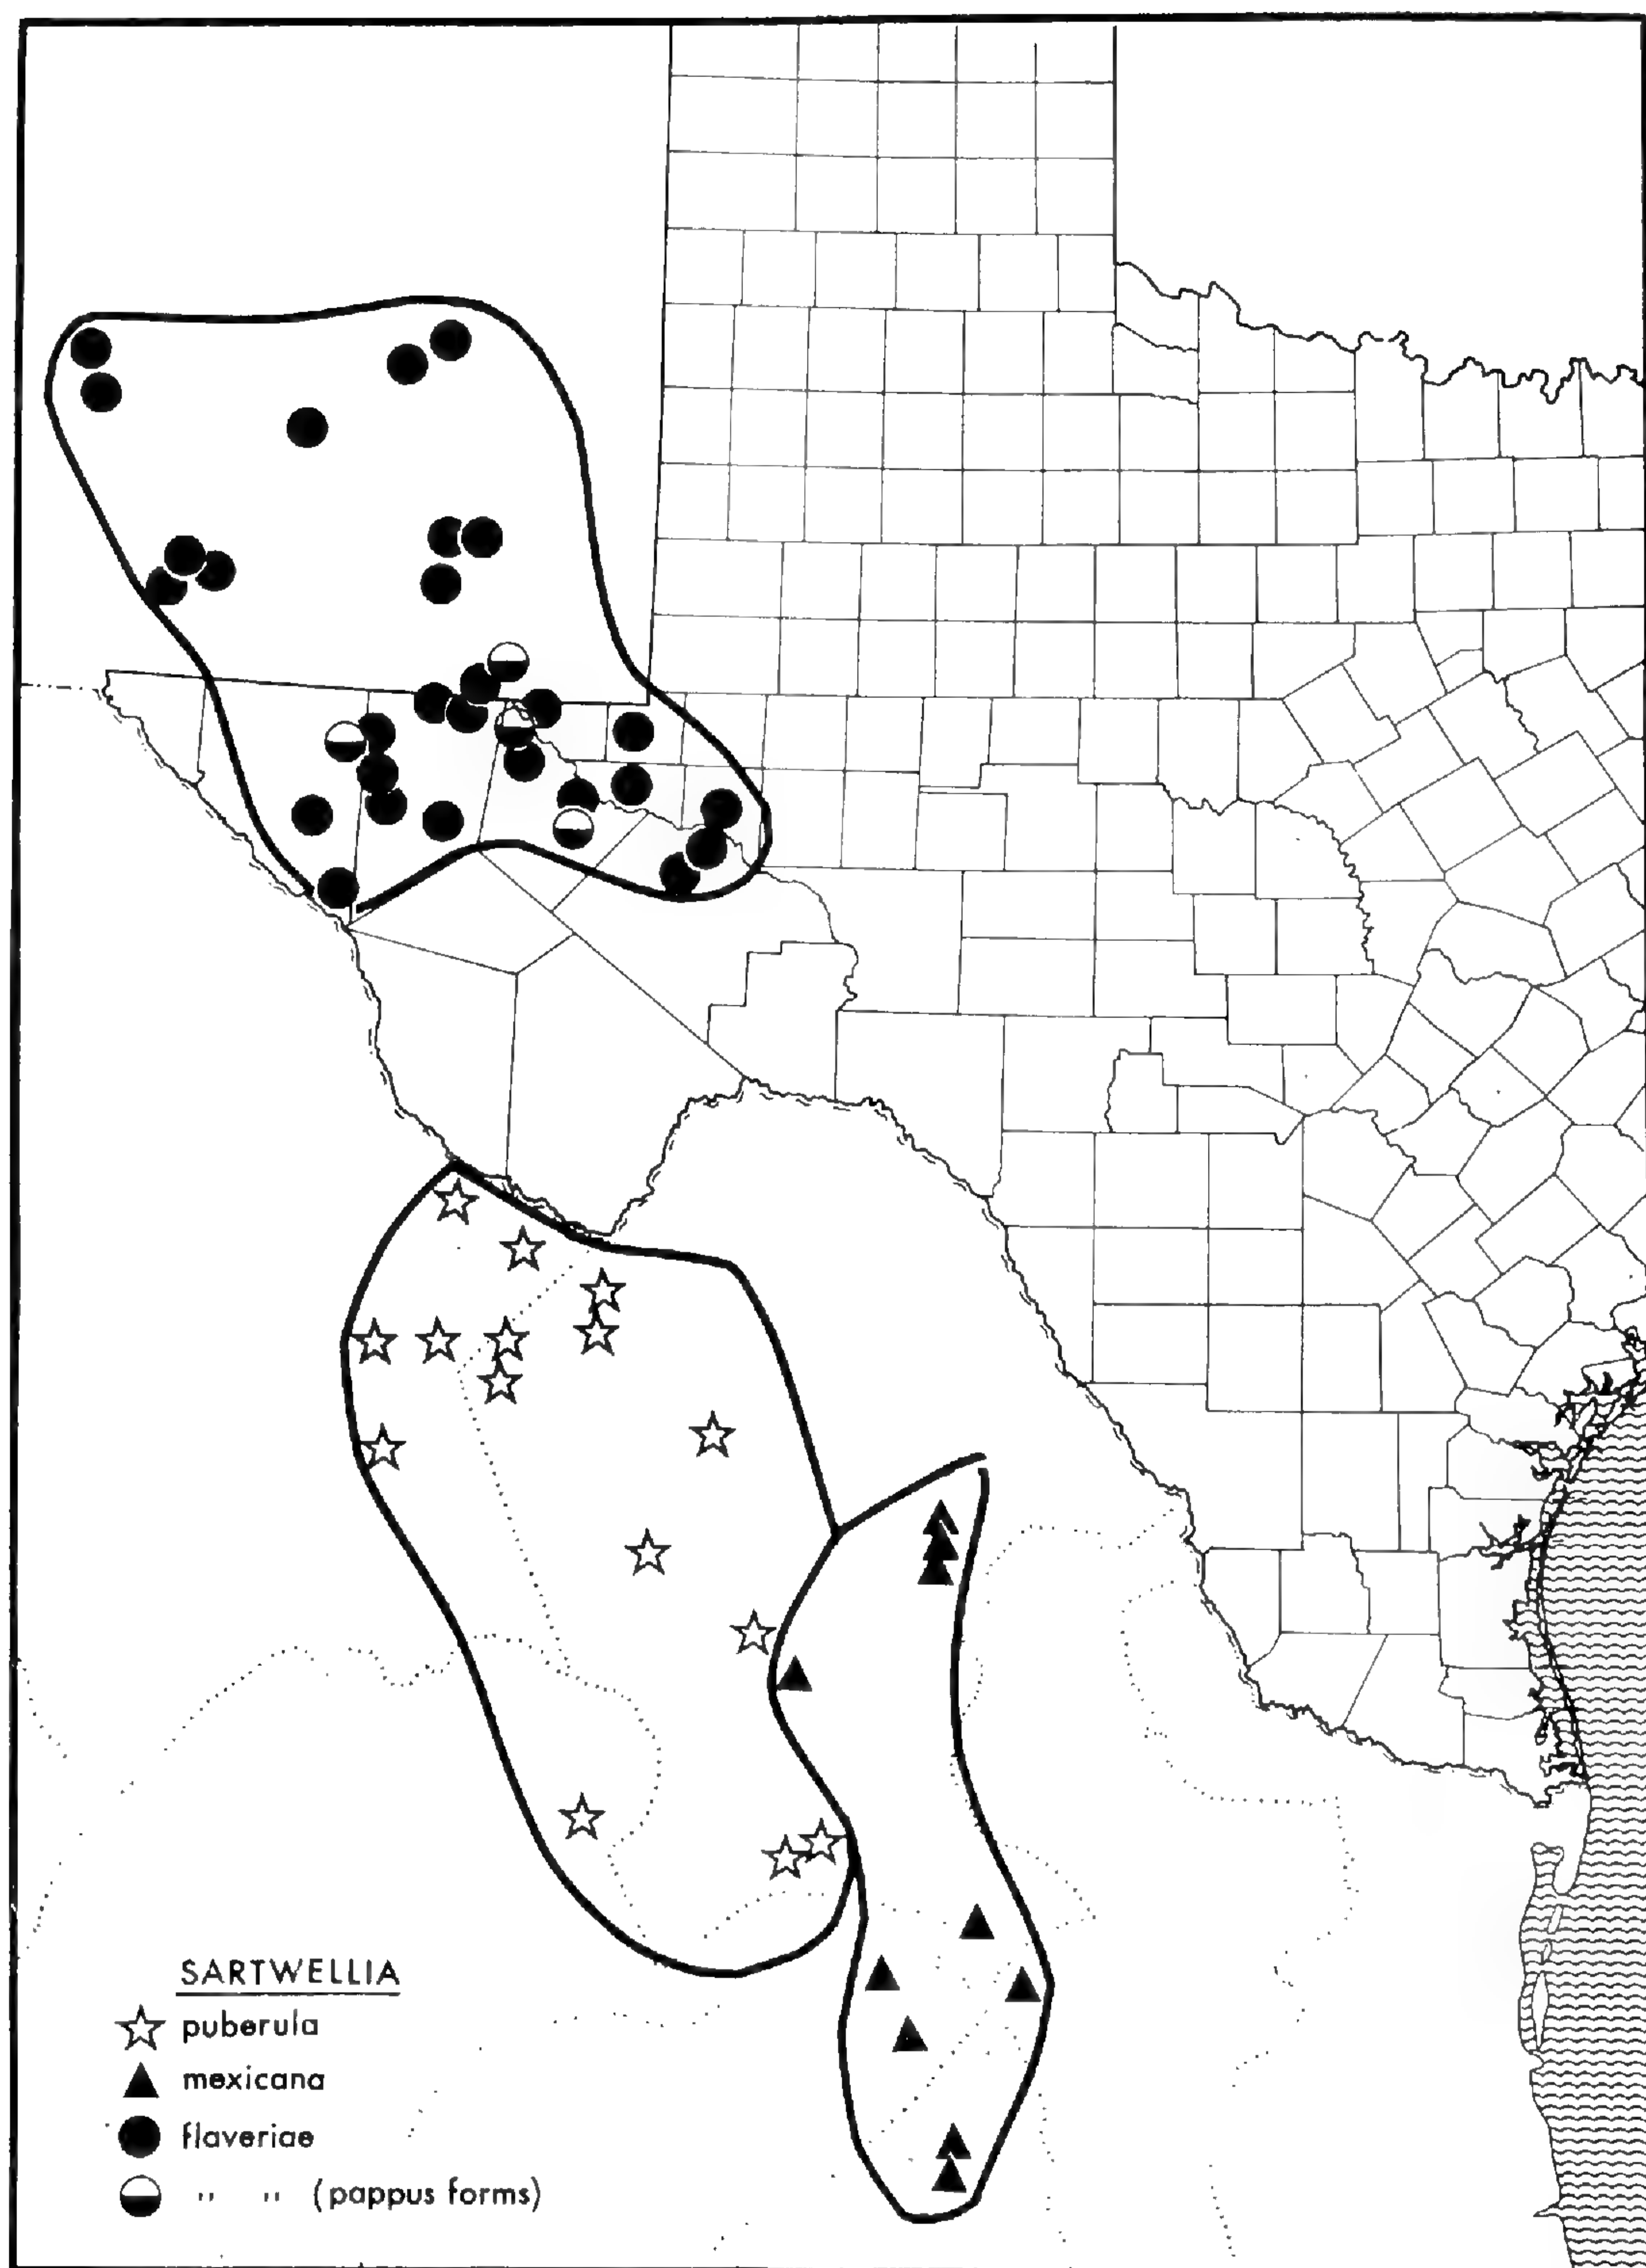 SARTWELLIA
puberula
mexicana
flaveriae
" " (pappus forms)